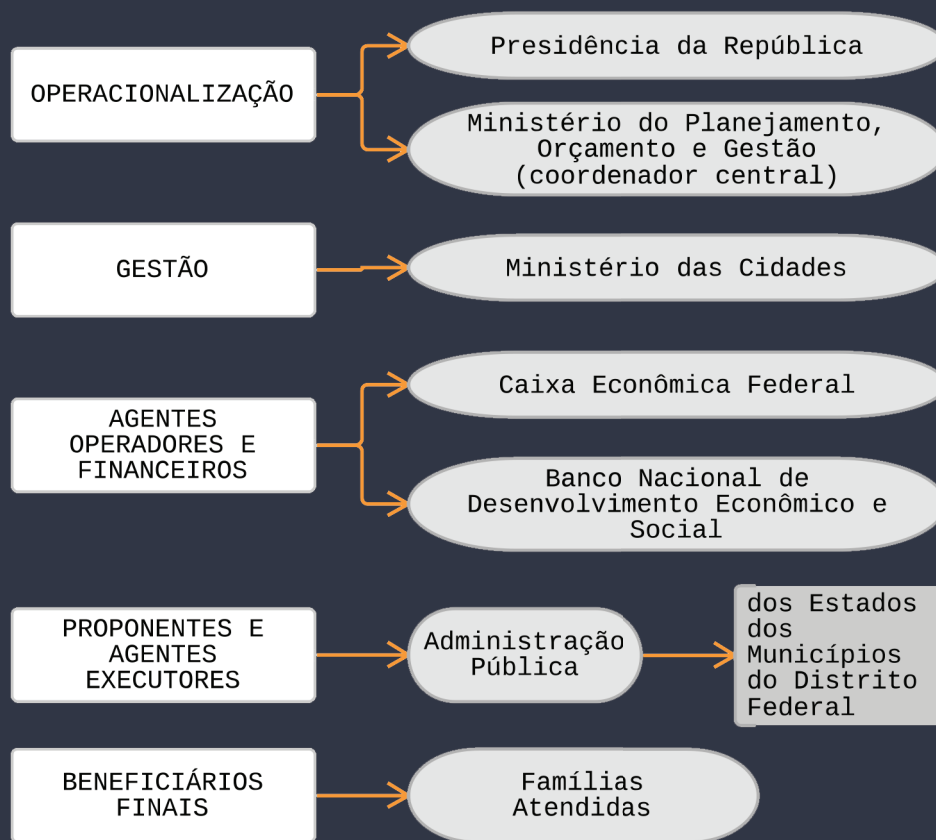 OPERACIONALIZAÇÃO
Presidência da República
Ministério do Planejamento,
Orçamento e Gestão
(coordenador central)
GESTÃO
Ministério das Cidades
AGENTES
OPERADORES E
FINANCEIROS
Caixa Econômica Federal
Banco Nacional de
Desenvolvimento Econômico e
Social
PROPONENTES E
AGENTES
EXECUTORES
Administração
Pública
dos Estados
dos
Municípios
do Distrito
Federal
BENEFICIÁRIOS
FINAIS
Famílias
Atendidas